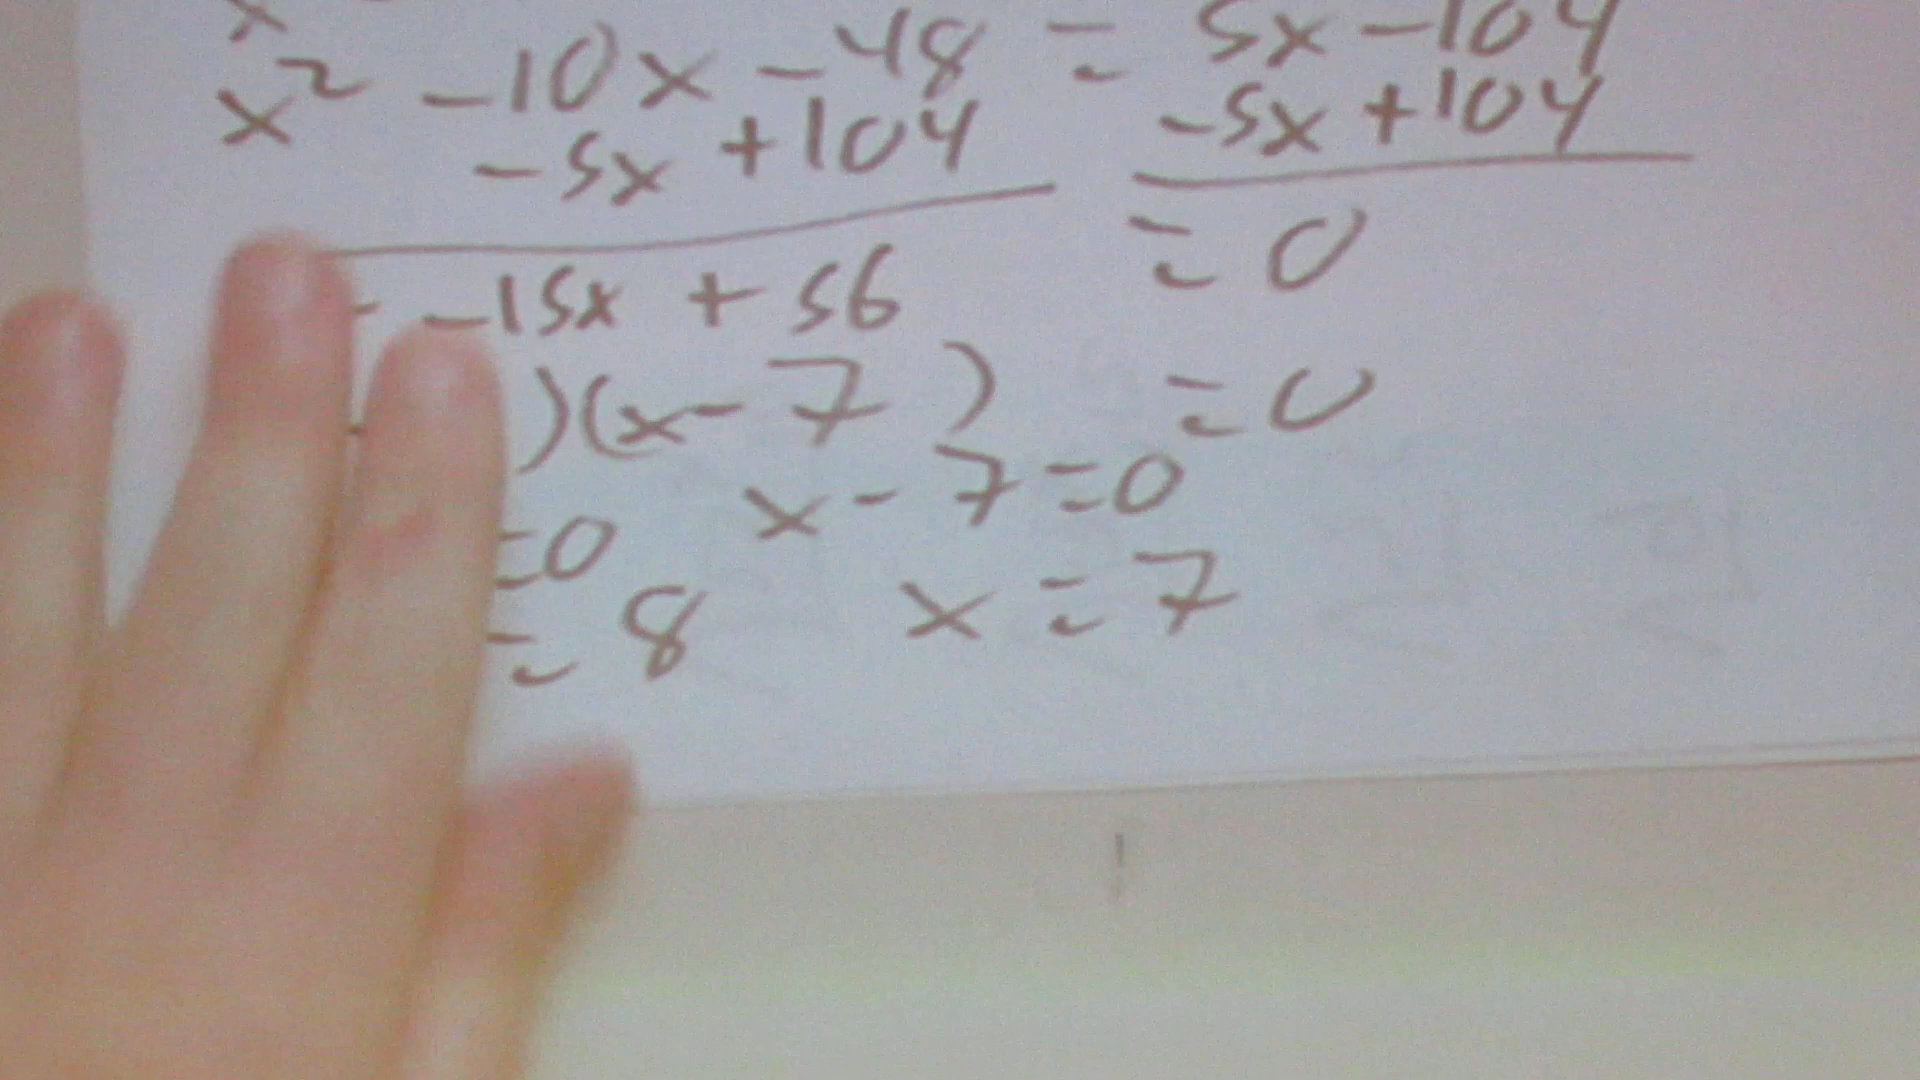 x
x² - 10x - 48 = 5x - 104
- 5x + 104 - 5x + 104
- 15x + 56 = 0
)(x - 7) = 0
= 0 x - 7 = 0
= 8 x = 7